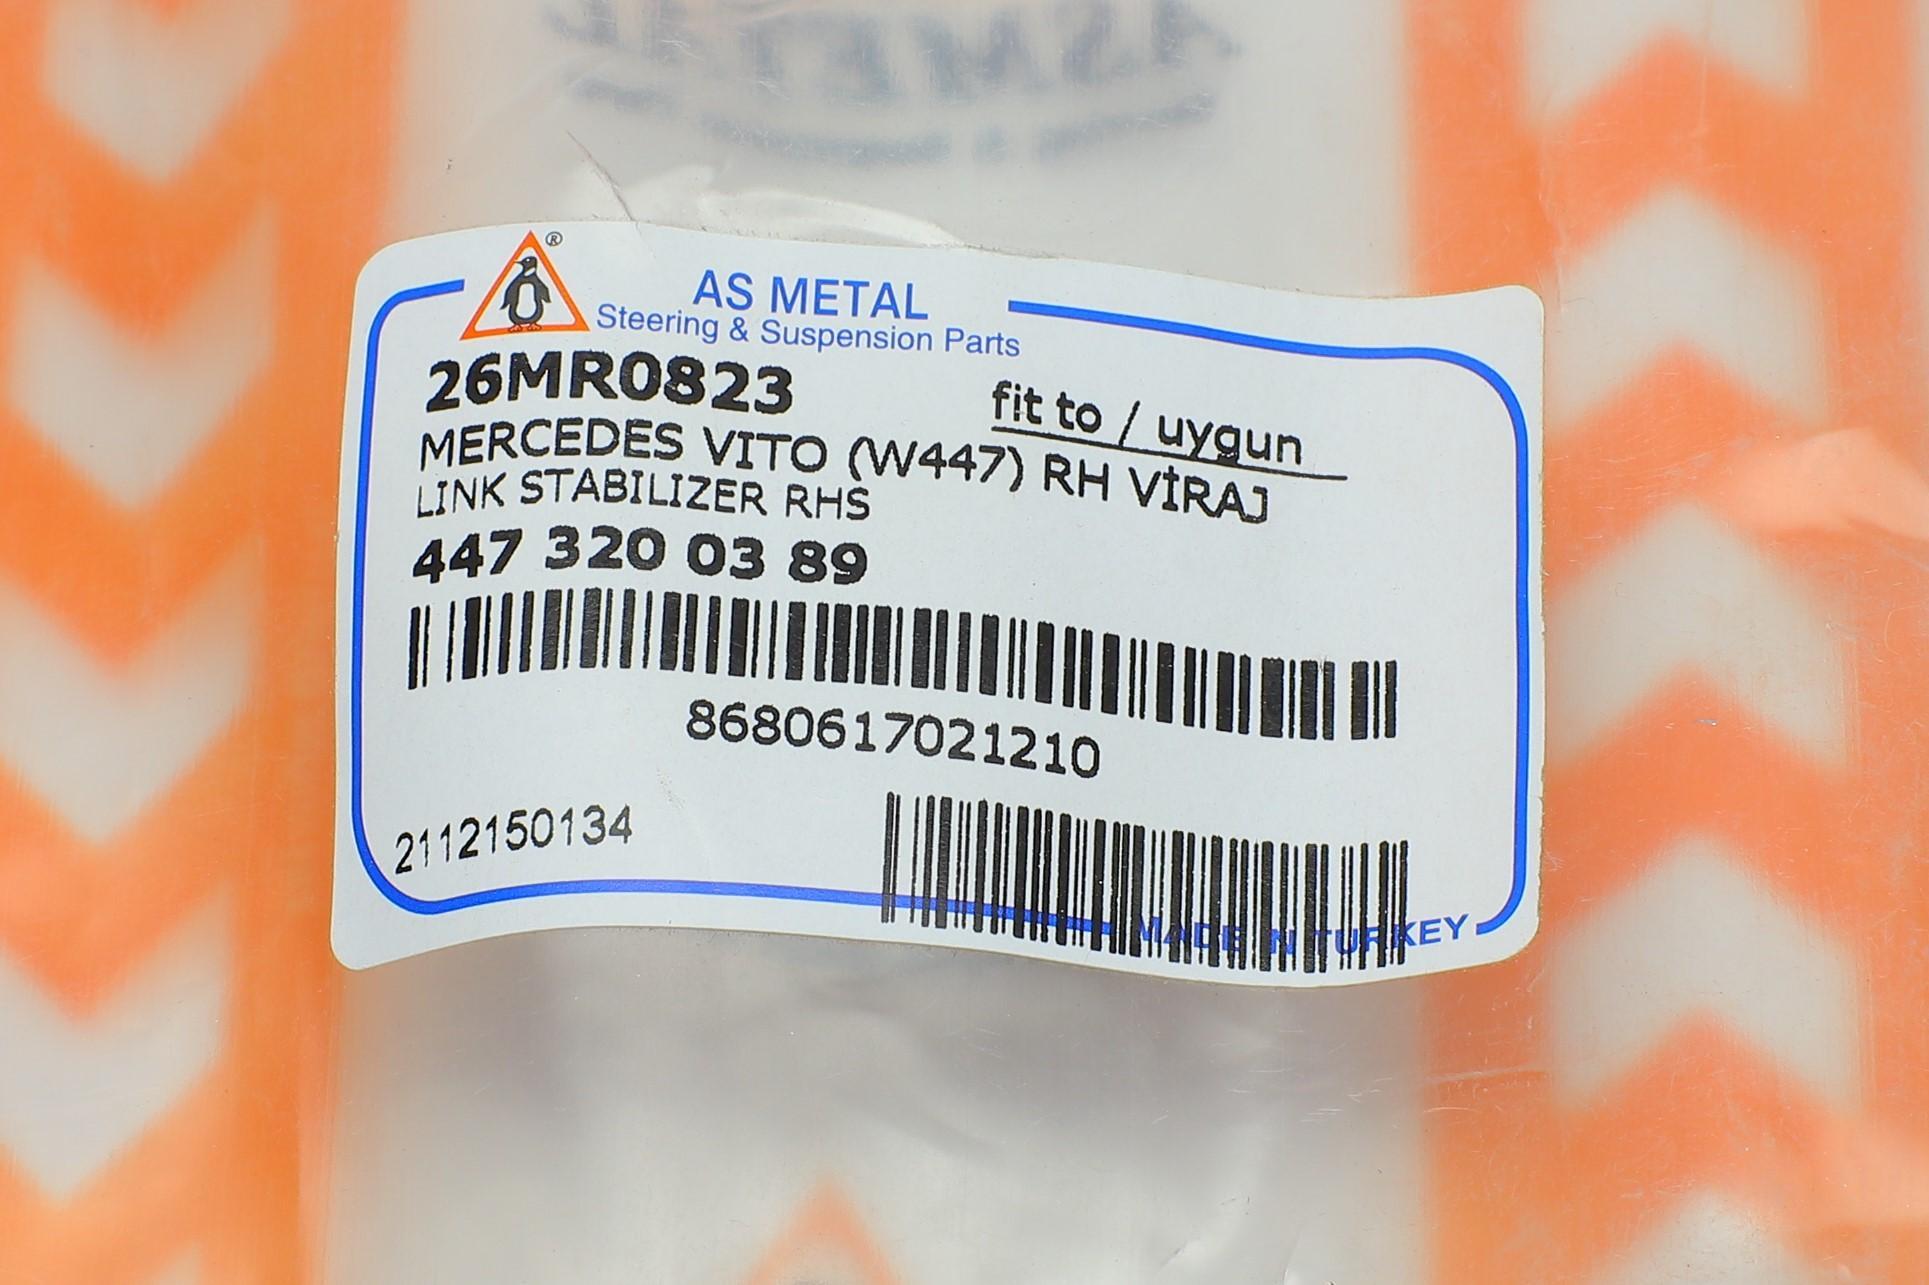 ASMETAL
®
AS METAL
Steering & Suspension Parts
26MR0823
fit to / uygun
MERCEDES VITO (W447) RH VİRAJ
LINK STABILIZER RHS
447 320 03 89
8680617021210
2112150134
MADE IN TURKEY